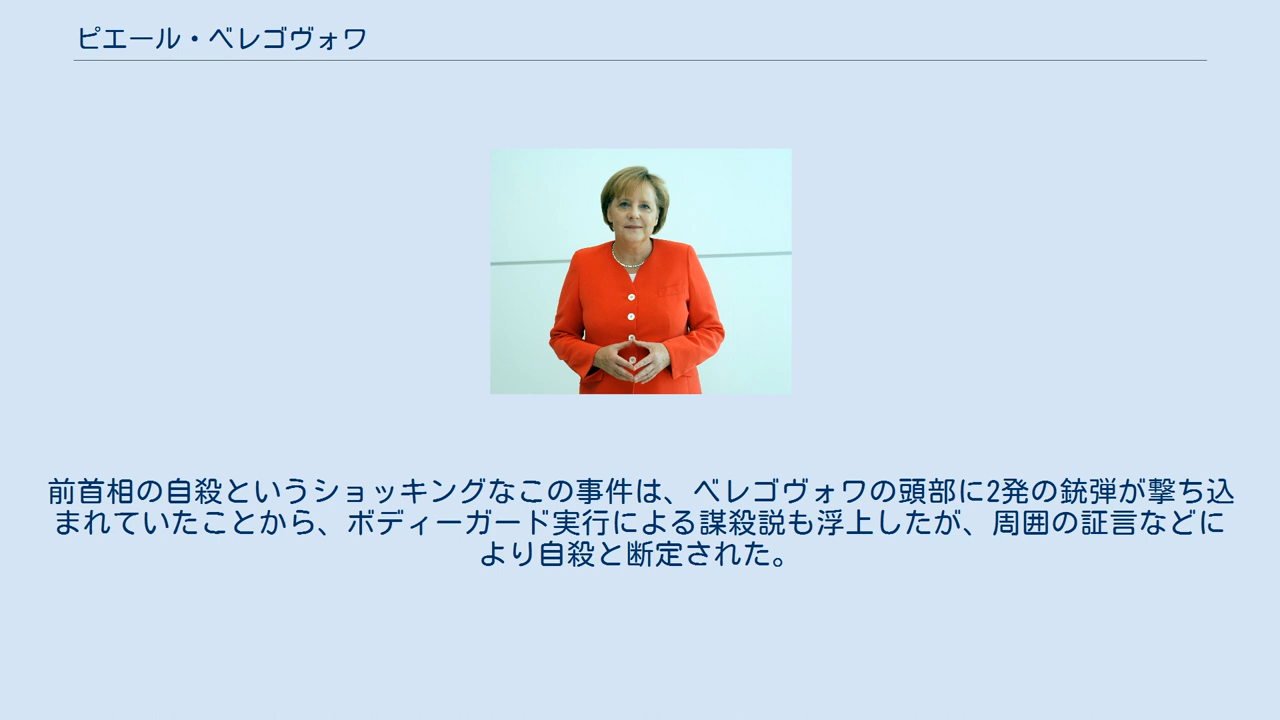 ピエール・ベレゴヴォワ
前首相の自殺というショッキングなこの事件は、ベレゴヴォワの頭部に2発の銃弾が撃ち込
まれていたことから、ボディーガード実行による謀殺説も浮上したが、周囲の証言などに
より自殺と断定された。